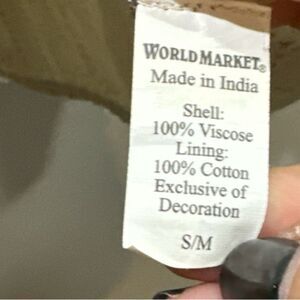 WORLD MARKET®
Made in India
Shell:
100% Viscose
Lining:
100% Cotton
Exclusive of
Decoration
S/M